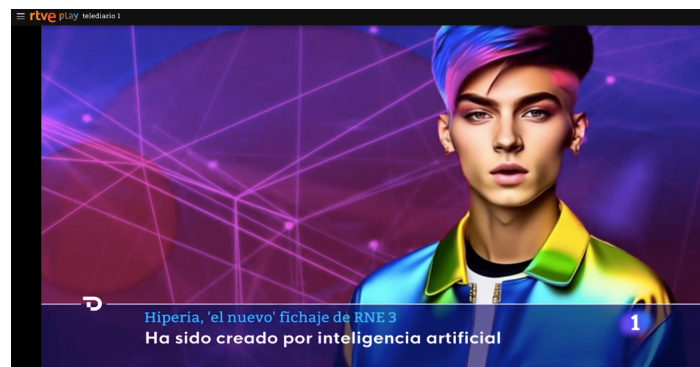 rtve play telediario 1
Hiperia, 'el nuevo' fichaje de RNE 3
Ha sido creado por inteligencia artificial
1